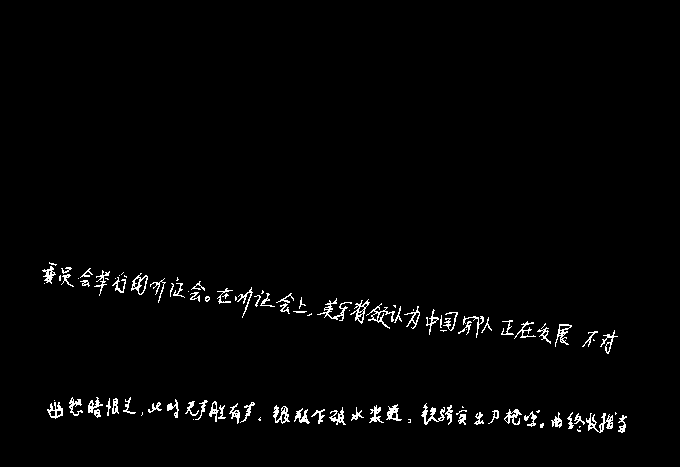 委员会举行的听证会。在听证会上,美军将领认为中国军队正在发展 不对
幽愁暗恨生,此时无声胜有声。银瓶乍破水浆迸,铁骑突出刀枪鸣。曲终收拨当